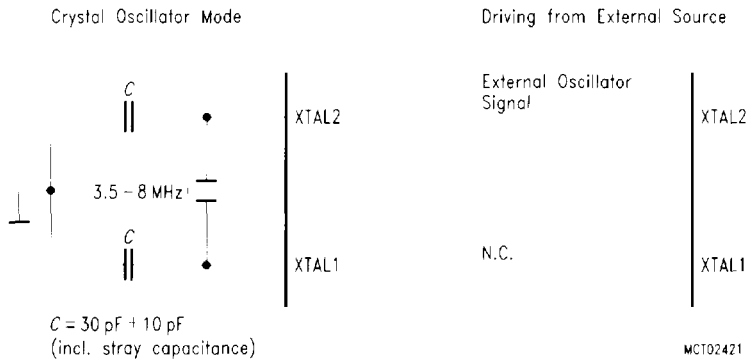 Crystal Oscillator Mode
Driving from External Source
C
XTAL2
3.5 – 8 MHz
C
XTAL1
C = 30 pF + 10 pF
(incl. stray capacitance)
External Oscillator
Signal
XTAL2
N.C.
XTAL1
MCT02421